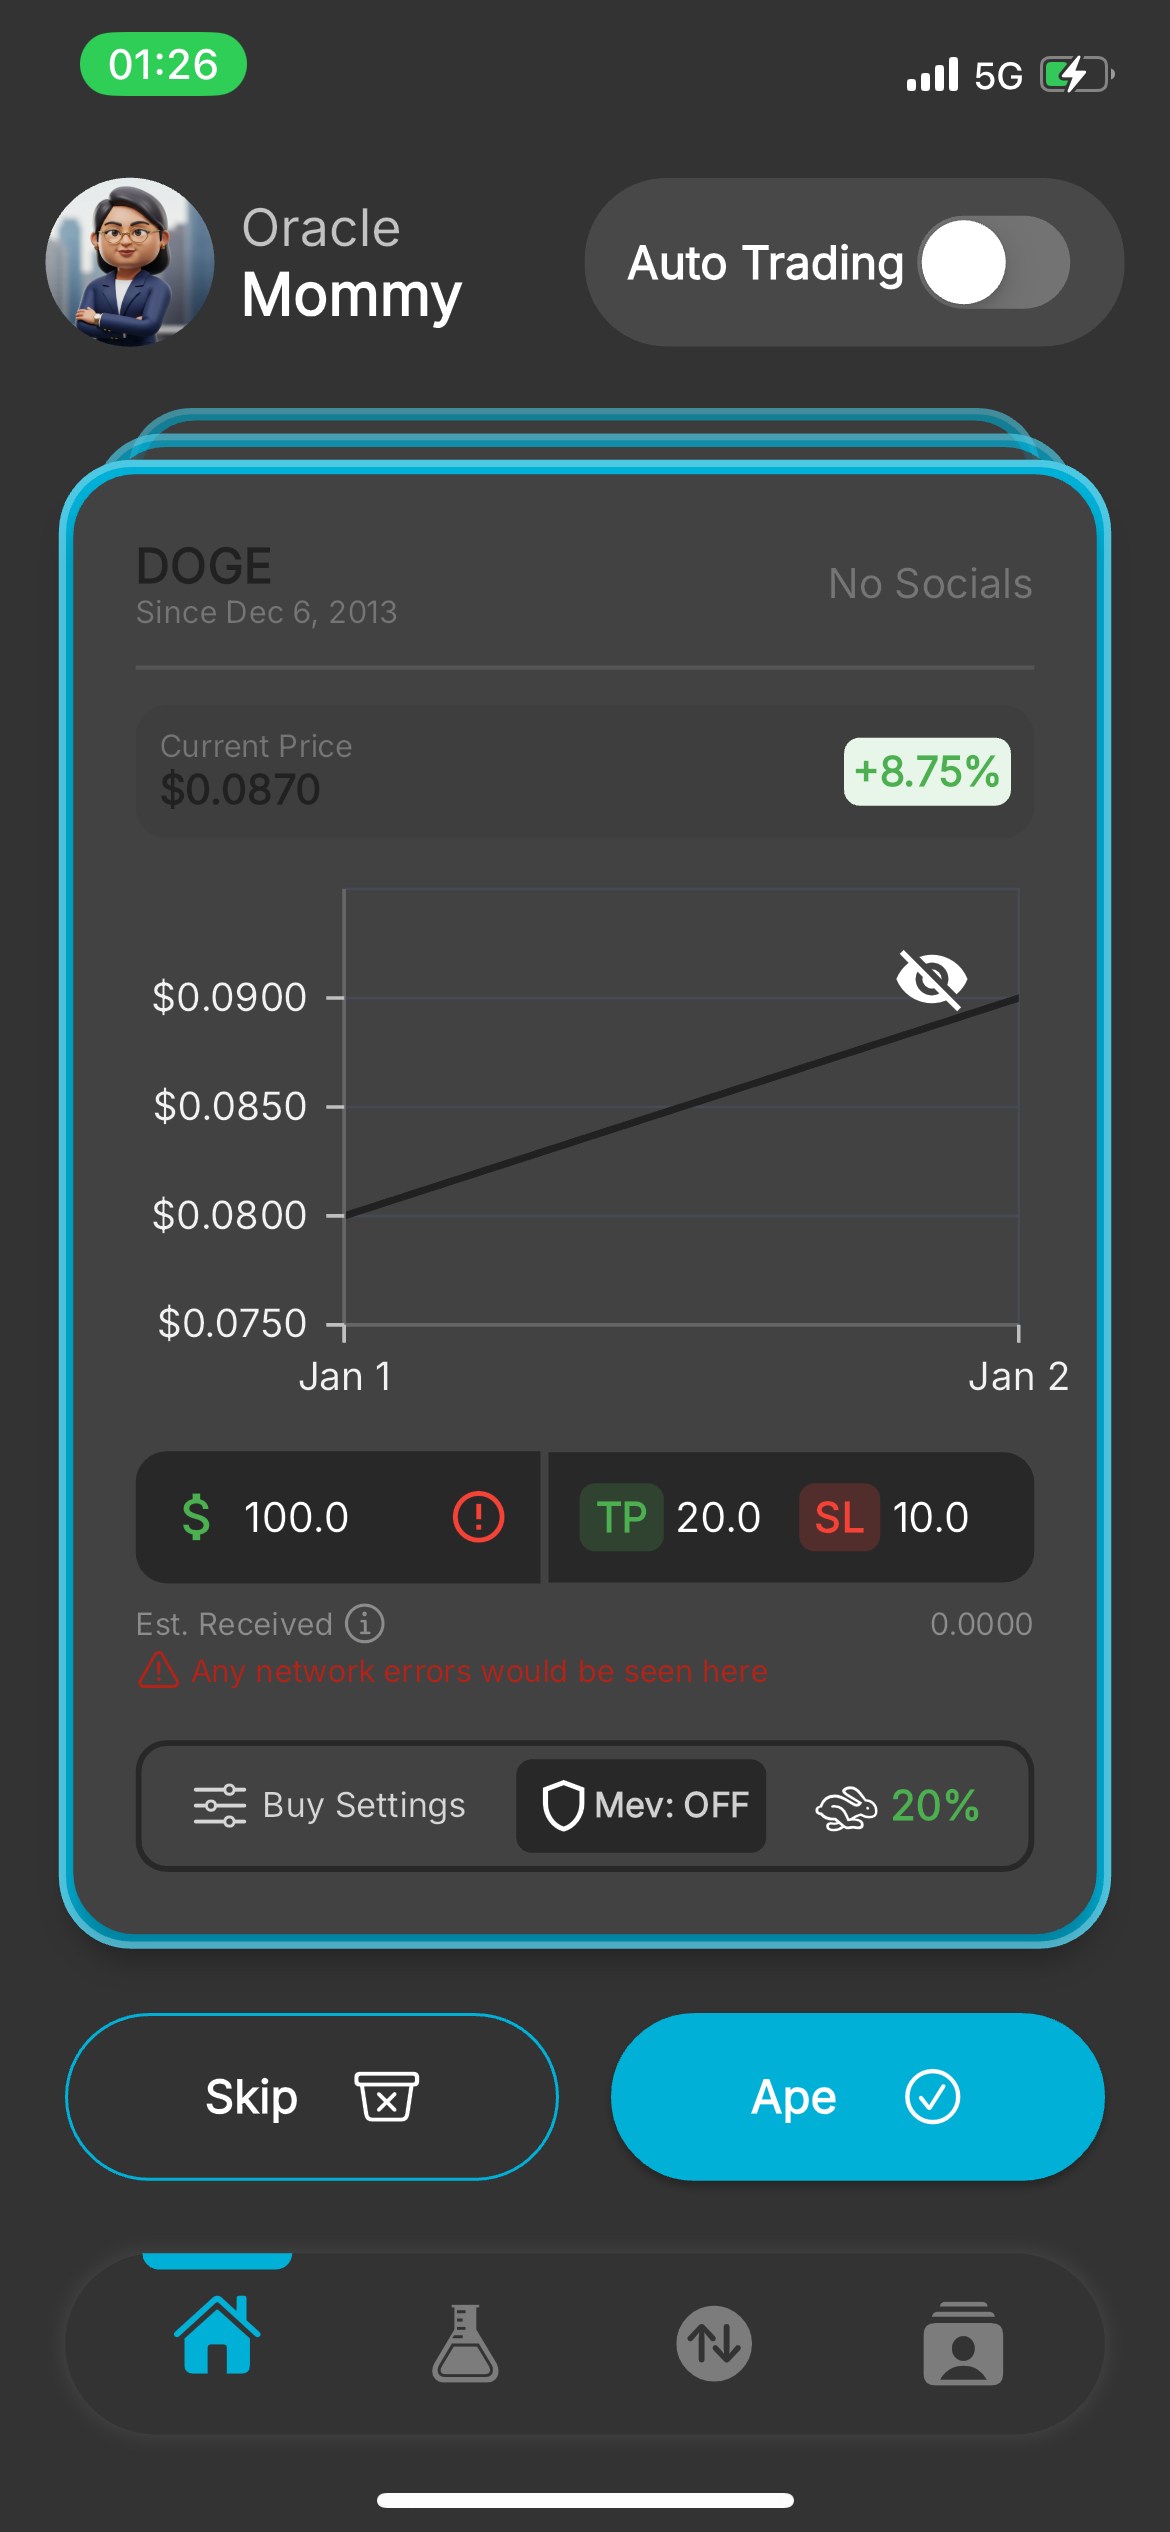 01:26
5G
Oracle
Mommy
Auto Trading
DOGE
Since Dec 6, 2013
No Socials
Current Price
$0.0870
+8.75%
$0.0900
$0.0850
$0.0800
$0.0750
Jan 1
Jan 2
$ 100.0
TP 20.0 SL 10.0
Est. Received
0.0000
Any network errors would be seen here
Buy Settings
Mev: OFF
20%
Skip
Ape